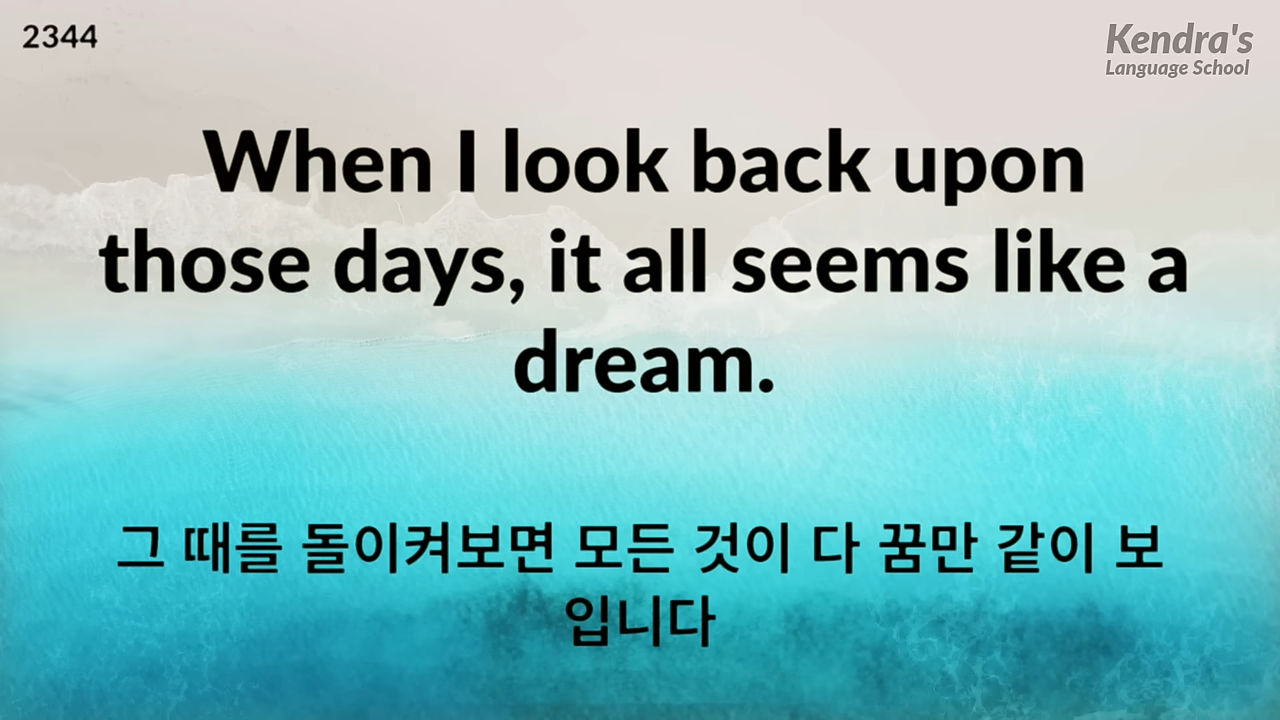 2344
Kendra's
Language School
When I look back upon
those days, it all seems like a
dream.
그 때를 돌이켜보면 모든 것이 다 꿈만 같이 보
입니다